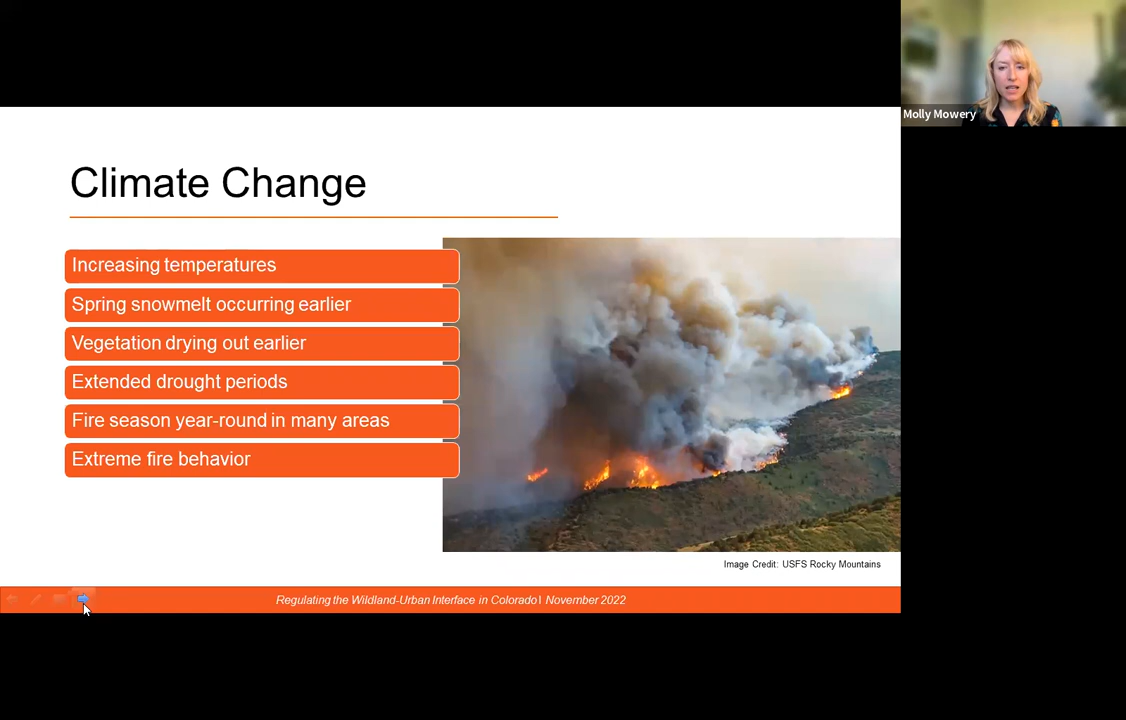 Molly Mowery
Climate Change
Increasing temperatures
Spring snowmelt occurring earlier
Vegetation drying out earlier
Extended drought periods
Fire season year-round in many areas
Extreme fire behavior
Image Credit: USFS Rocky Mountains
Regulating the Wildland-Urban Interface in Colorado| November 2022